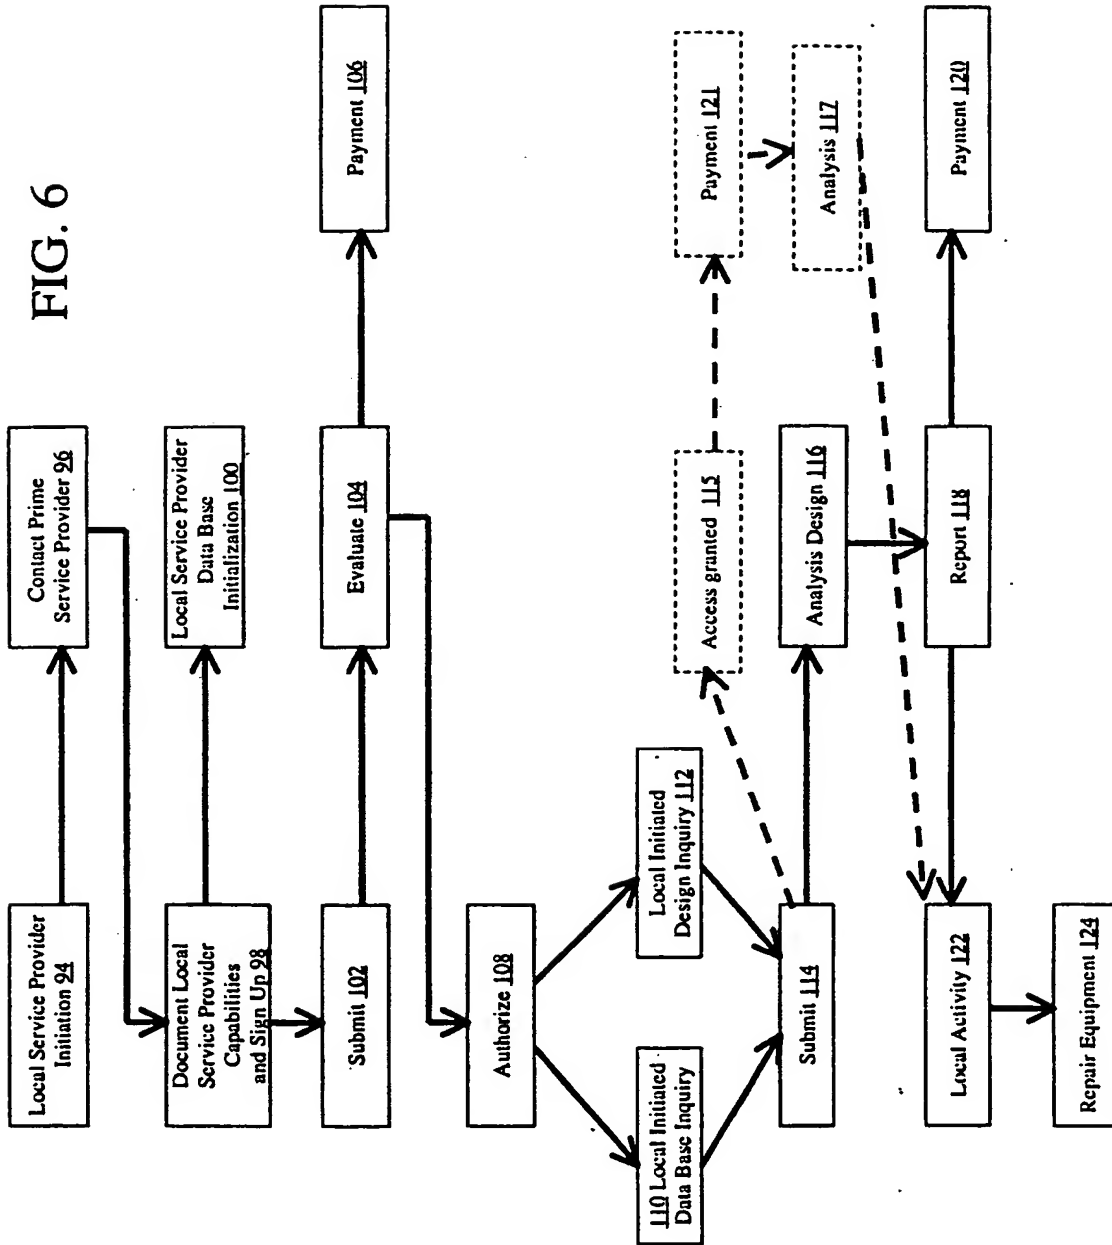 FIG. 6
Local Service Provider
Initiation 94
Contact Prime
Service Provider 96
Document Local
Service Provider
Capabilities
and Sign Up 98
Local Service Provider
Data Base
Initialization 100
Submit 102
Evaluate 104
Payment 106
Authorize 108
110 Local Initiated
Data Base Inquiry
Local Initiated
Design Inquiry 112
Access granted 115
Payment 121
Submit 114
Analysis Design 116
Analysis 117
Local Activity 122
Report 118
Payment 120
Repair Equipment 124